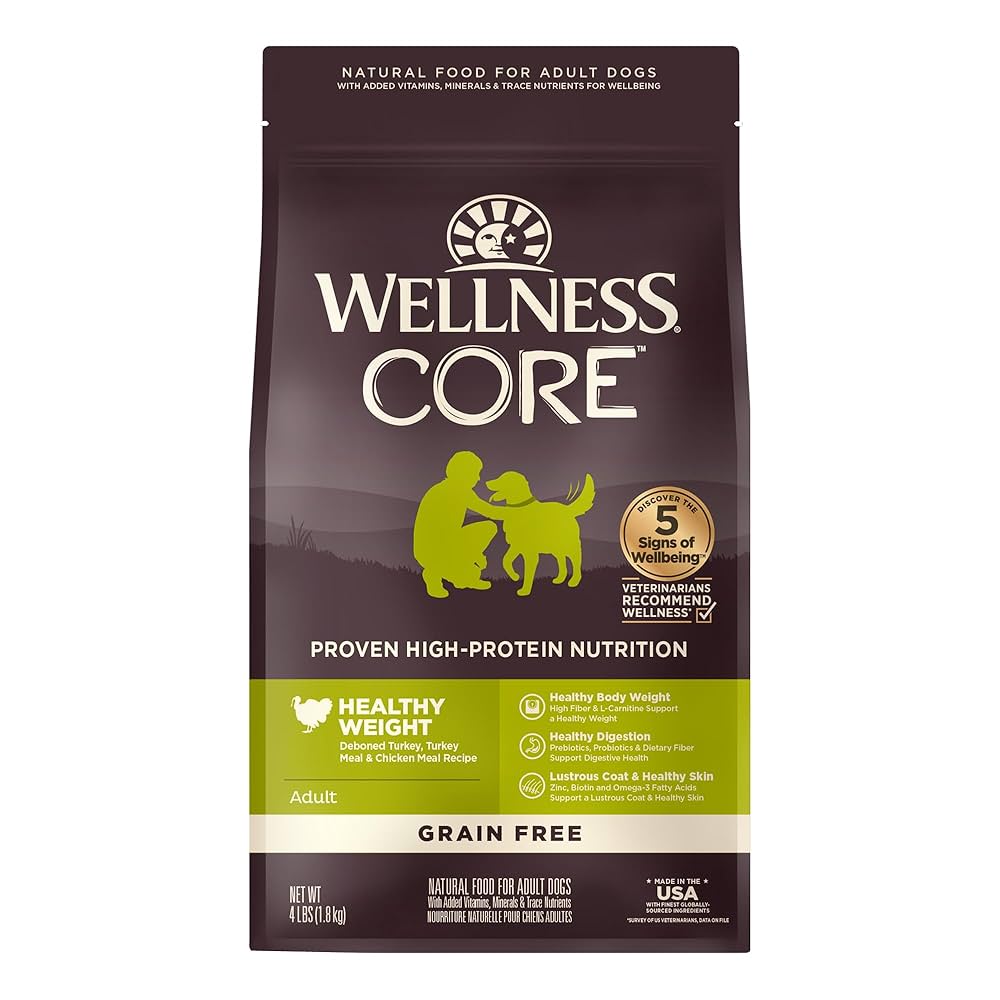 NATURAL FOOD FOR ADULT DOGS
WITH ADDED VITAMINS, MINERALS & TRACE NUTRIENTS FOR WELLBEING
WELLNESS®
CORE™
DISCOVER THE
5
Signs of
Wellbeing™
VETERINARIANS
RECOMMEND
WELLNESS*
PROVEN HIGH-PROTEIN NUTRITION
HEALTHY
WEIGHT
Deboned Turkey, Turkey
Meal & Chicken Meal Recipe
Adult
Healthy Body Weight
High Fiber & L-Carnitine Support
a Healthy Weight
Healthy Digestion
Prebiotics, Probiotics & Dietary Fiber
Support Digestive Health
Lustrous Coat & Healthy Skin
Zinc, Biotin and Omega-3 Fatty Acids
Support a Lustrous Coat & Healthy Skin
GRAIN FREE
NET WT
4 LBS (1.8 kg)
NATURAL FOOD FOR ADULT DOGS
With Added Vitamins, Minerals & Trace Nutrients
NOURRITURE NATURELLE POUR CHIENS ADULTES
★ MADE IN THE ★
USA
WITH FINEST GLOBALLY-
SOURCED INGREDIENTS
*SURVEY OF US VETERINARIANS, DATA ON FILE